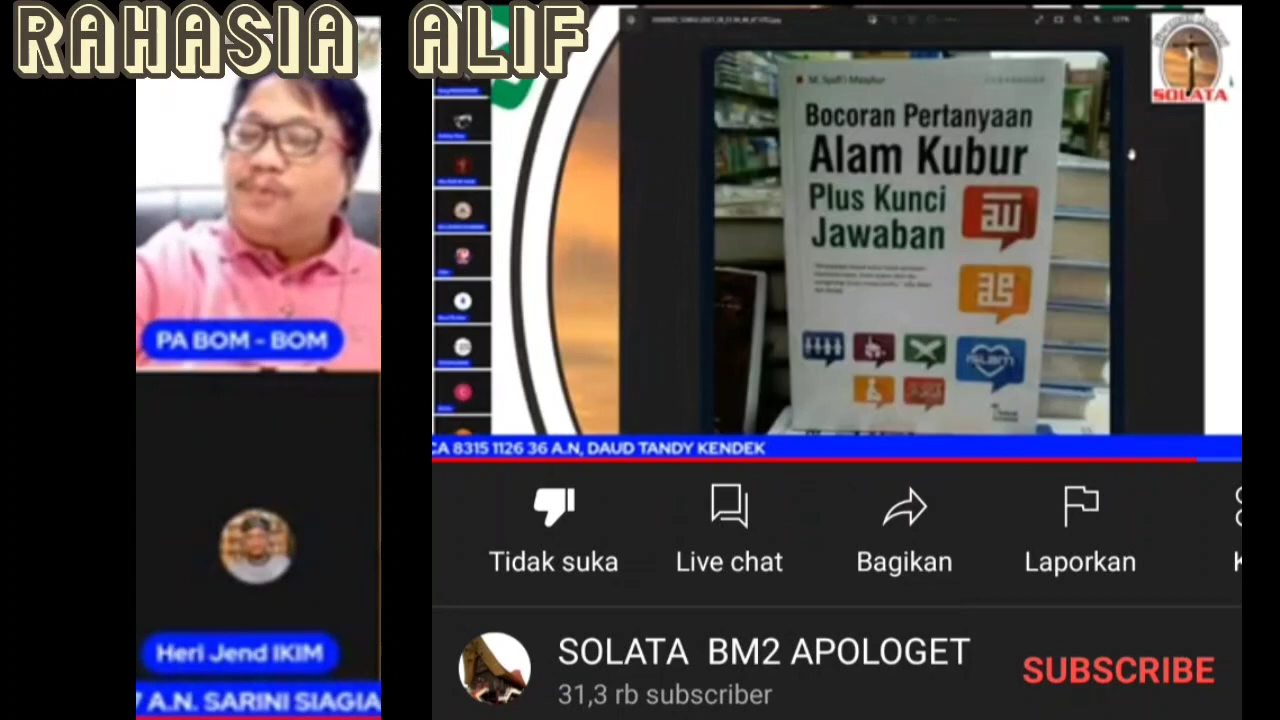 RAHASIA ALIF
PA BOM - BOM
Heri Jend IKIM
7 A.N. SARINI SIAGIA
M. Syafi'i Masykur
Bocoran Pertanyaan
Alam Kubur
Plus Kunci
Jawaban
Islam
SOLATA
CA 8315 1126 36 A.N, DAUD TANDY KENDEK
Tidak suka
Live chat
Bagikan
Laporkan
SOLATA BM2 APOLOGET
31,3 rb subscriber
SUBSCRIBE